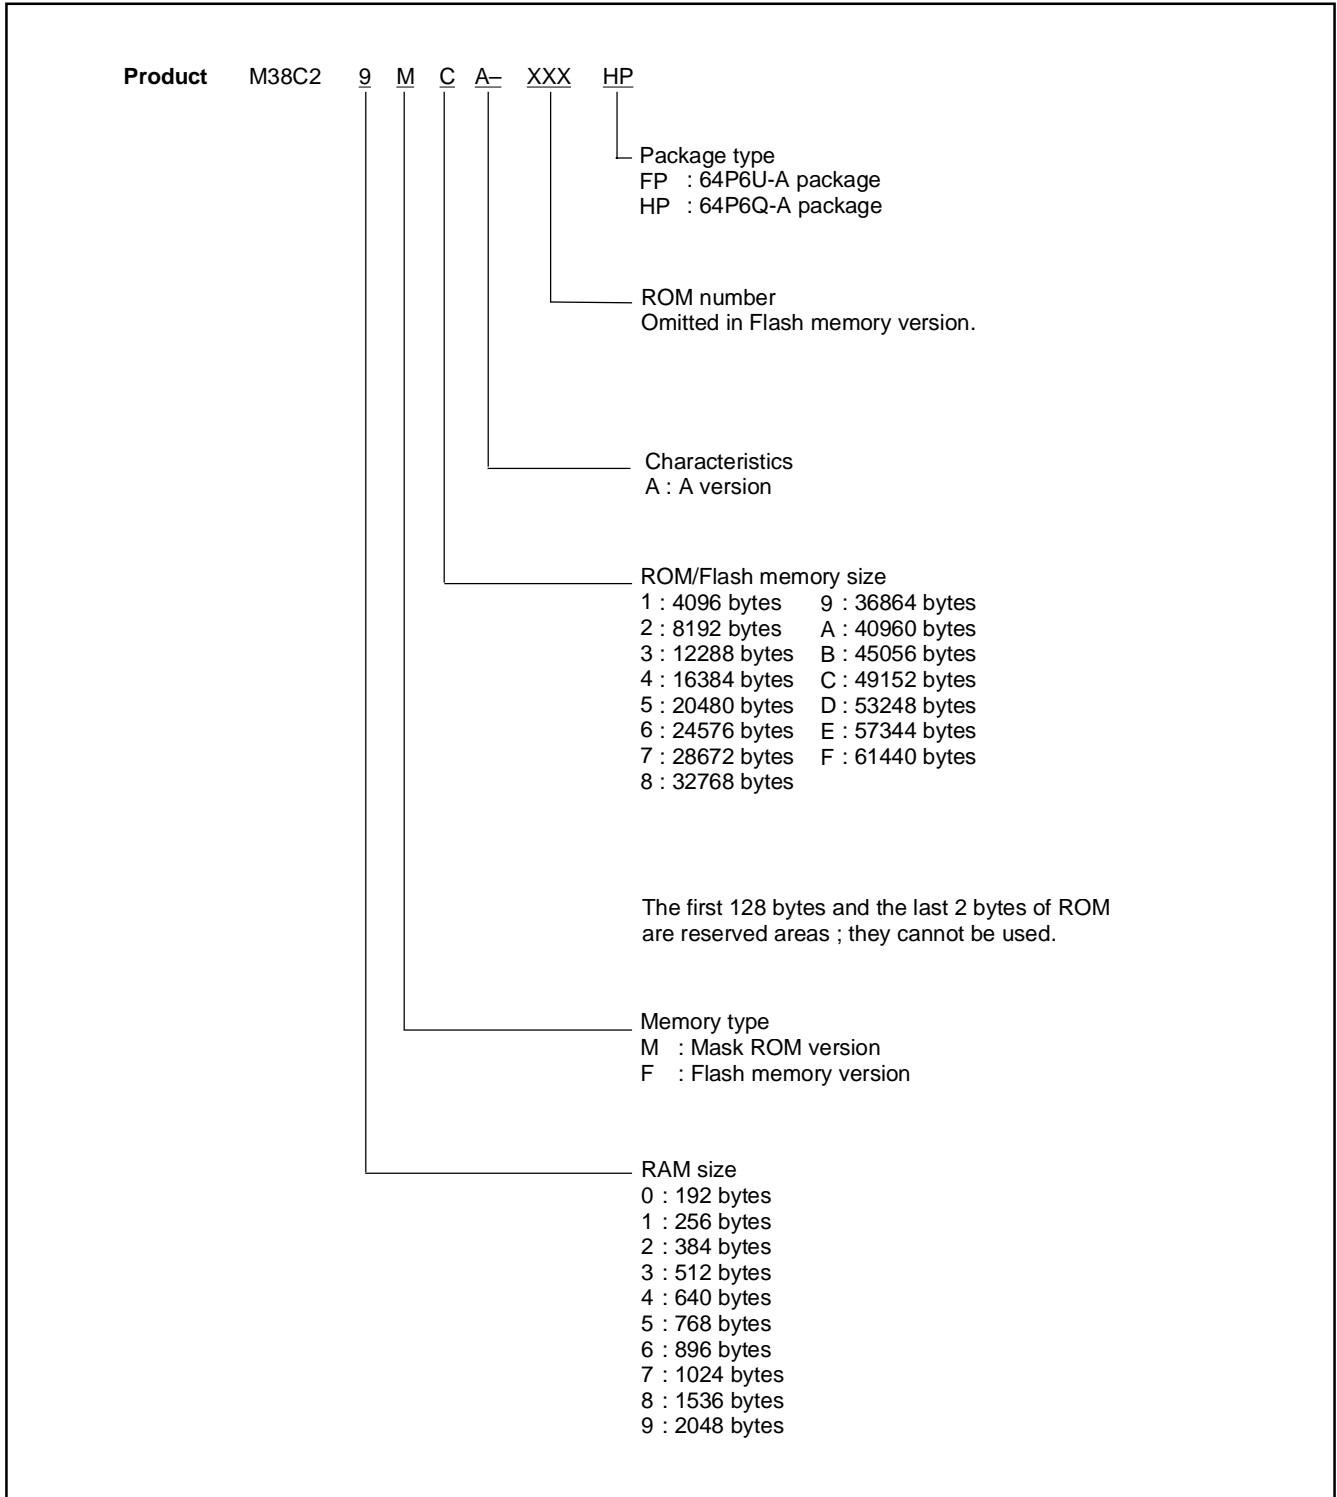 Product M38C2 9 M C A– XXX HP
Package type
FP : 64P6U-A package
HP : 64P6Q-A package
ROM number
Omitted in Flash memory version.
Characteristics
A : A version
ROM/Flash memory size
1 : 4096 bytes 9 : 36864 bytes
2 : 8192 bytes A : 40960 bytes
3 : 12288 bytes B : 45056 bytes
4 : 16384 bytes C : 49152 bytes
5 : 20480 bytes D : 53248 bytes
6 : 24576 bytes E : 57344 bytes
7 : 28672 bytes F : 61440 bytes
8 : 32768 bytes
The first 128 bytes and the last 2 bytes of ROM
are reserved areas ; they cannot be used.
Memory type
M : Mask ROM version
F : Flash memory version
RAM size
0 : 192 bytes
1 : 256 bytes
2 : 384 bytes
3 : 512 bytes
4 : 640 bytes
5 : 768 bytes
6 : 896 bytes
7 : 1024 bytes
8 : 1536 bytes
9 : 2048 bytes